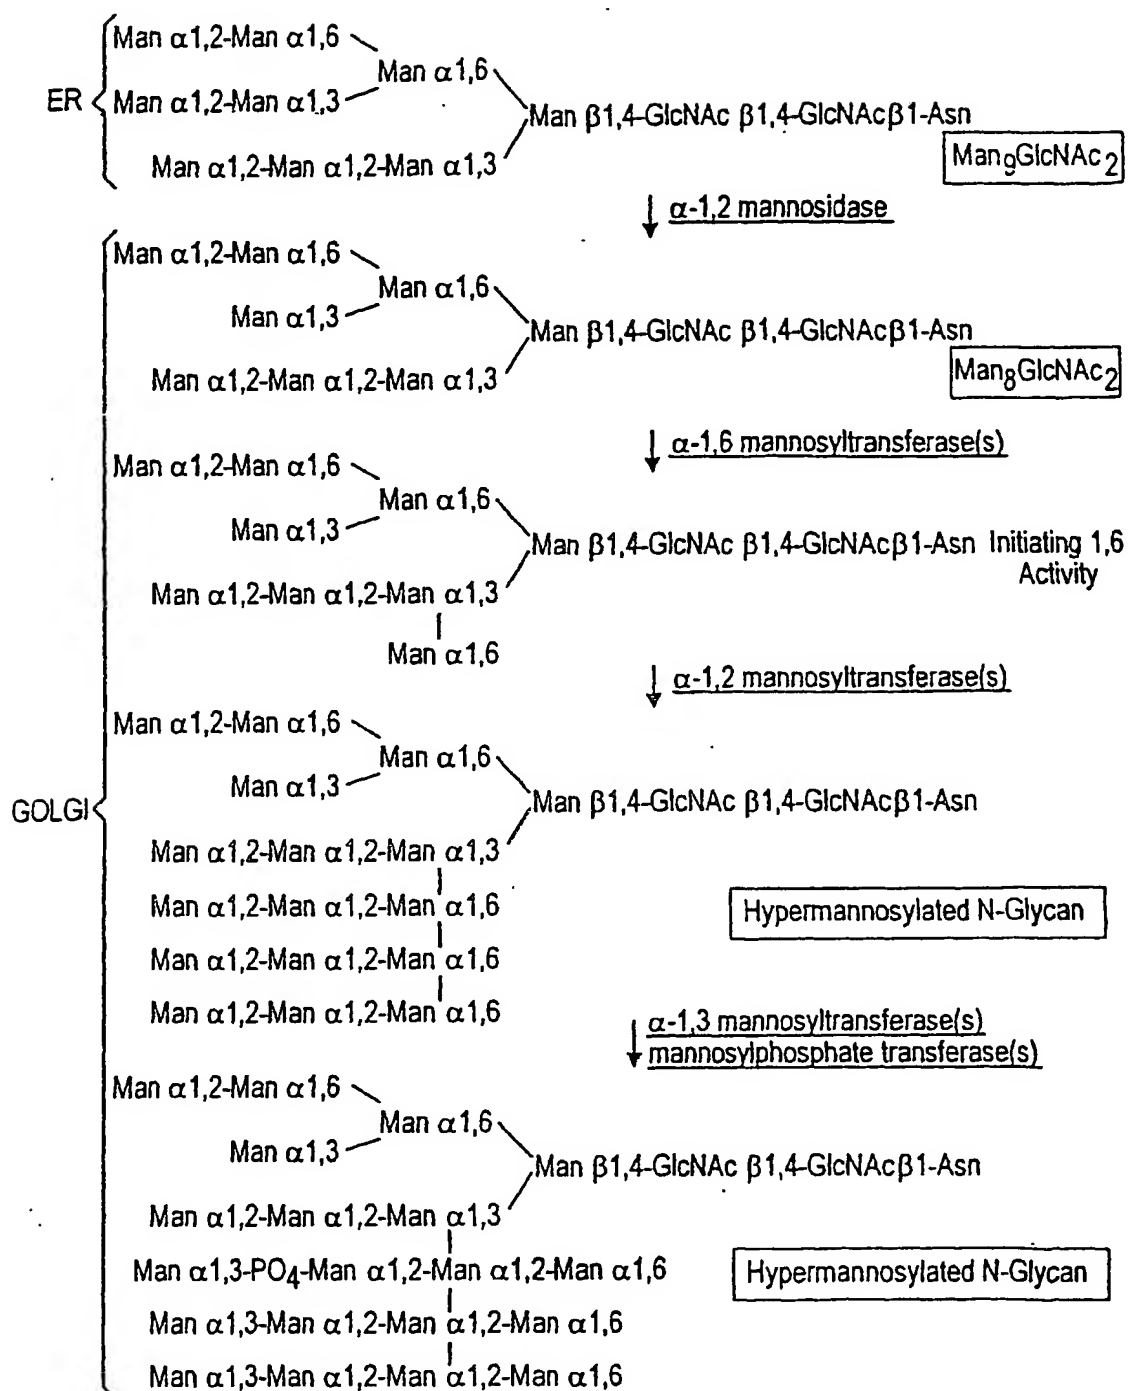 Man α1,2-Man α1,6
Man α1,6
ER
Man α1,2-Man α1,3
Man β1,4-GlcNAc β1,4-GlcNAcβ1-Asn
Man α1,2-Man α1,2-Man α1,3
Man9GlcNAc2
α-1,2 mannosidase
Man α1,2-Man α1,6
Man α1,6
Man α1,3
Man β1,4-GlcNAc β1,4-GlcNAcβ1-Asn
Man α1,2-Man α1,2-Man α1,3
Man8GlcNAc2
α-1,6 mannosyltransferase(s)
Man α1,2-Man α1,6
Man α1,6
Man α1,3
Man β1,4-GlcNAc β1,4-GlcNAcβ1-Asn Initiating 1,6
Activity
Man α1,2-Man α1,2-Man α1,3
Man α1,6
α-1,2 mannosyltransferase(s)
Man α1,2-Man α1,6
Man α1,6
Man α1,3
GOLGI
Man β1,4-GlcNAc β1,4-GlcNAcβ1-Asn
Man α1,2-Man α1,2-Man α1,3
Man α1,2-Man α1,2-Man α1,6
Hypermannosylated N-Glycan
Man α1,2-Man α1,2-Man α1,6
Man α1,2-Man α1,2-Man α1,6
α-1,3 mannosyltransferase(s)
mannosylphosphate transferase(s)
Man α1,2-Man α1,6
Man α1,6
Man α1,3
Man β1,4-GlcNAc β1,4-GlcNAcβ1-Asn
Man α1,2-Man α1,2-Man α1,3
Man α1,3-PO4-Man α1,2-Man α1,2-Man α1,6
Hypermannosylated N-Glycan
Man α1,3-Man α1,2-Man α1,2-Man α1,6
Man α1,3-Man α1,2-Man α1,2-Man α1,6